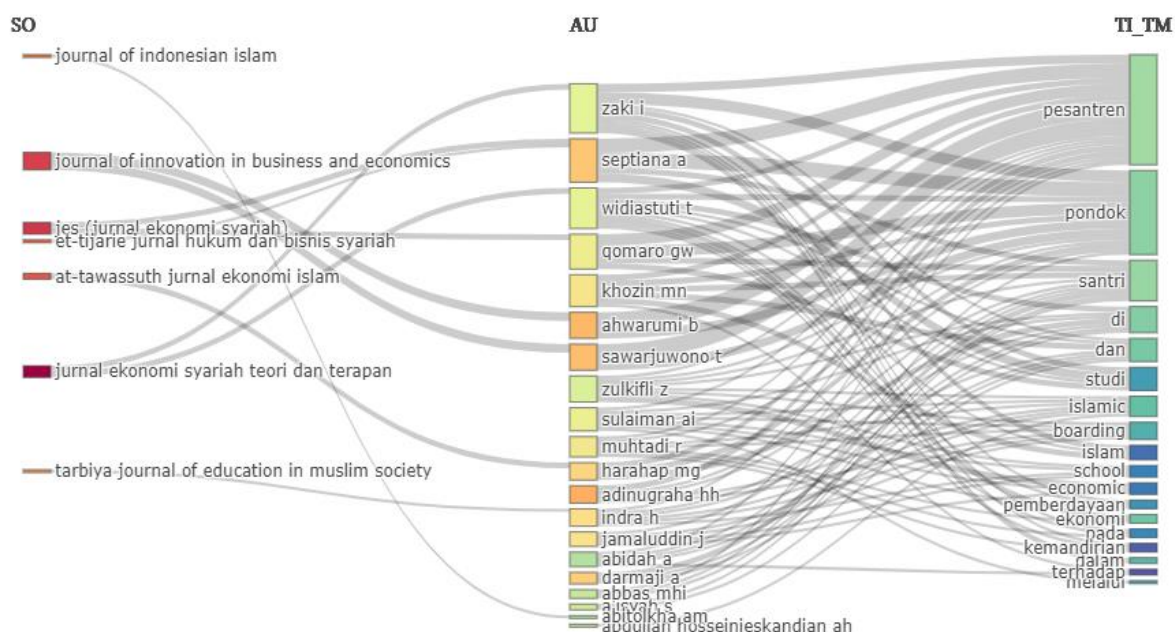 SO
AU
TI_TM
journal of indonesian islam
journal of innovation in business and economics
jes (jurnal ekonomi syariah)
et-tijarie jurnal hukum dan bisnis syariah
at-tawassuth jurnal ekonomi islam
jurnal ekonomi syariah teori dan terapan
tarbiya journal of education in muslim society
zaki i
septiana a
widiastuti t
qomaro gw
khozin mn
ahwarumi b
sawarjuwono t
zulkifli z
sulaiman ai
muhtadi r
harahap mg
adinugraha hh
indra h
jamaluddin j
abidah a
darmaji a
abbas mhi
a isyah s
abitolkha am
abdullah hosseinieskandian ah
pesantren
pondok
santri
di
dan
studi
islamic
boarding
islam
school
economic
pemberdayaan
ekonomi
pada
kemandirian
dalam
terhadap
melalui